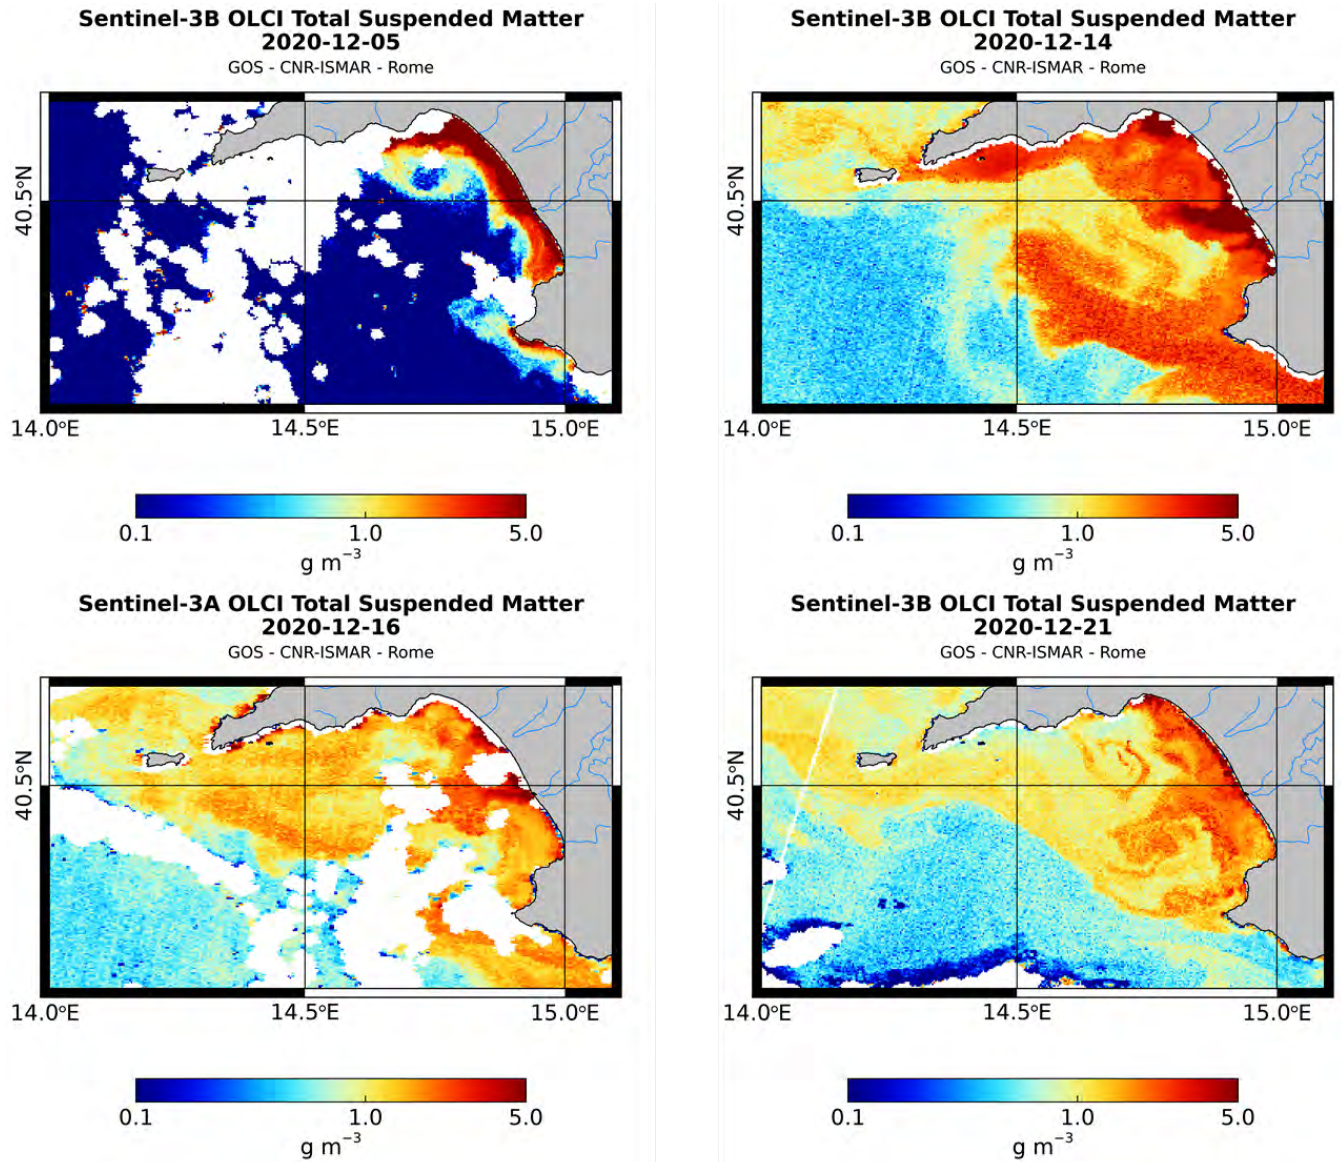 Sentinel-3B OLCI Total Suspended Matter
2020-12-05
GOS - CNR-ISMAR - Rome
40.5°N
14.0°E 14.5°E 15.0°E
0.1 1.0 5.0
g m⁻³
Sentinel-3B OLCI Total Suspended Matter
2020-12-14
GOS - CNR-ISMAR - Rome
40.5°N
14.0°E 14.5°E 15.0°E
0.1 1.0 5.0
g m⁻³
Sentinel-3A OLCI Total Suspended Matter
2020-12-16
GOS - CNR-ISMAR - Rome
40.5°N
14.0°E 14.5°E 15.0°E
0.1 1.0 5.0
g m⁻³
Sentinel-3B OLCI Total Suspended Matter
2020-12-21
GOS - CNR-ISMAR - Rome
40.5°N
14.0°E 14.5°E 15.0°E
0.1 1.0 5.0
g m⁻³